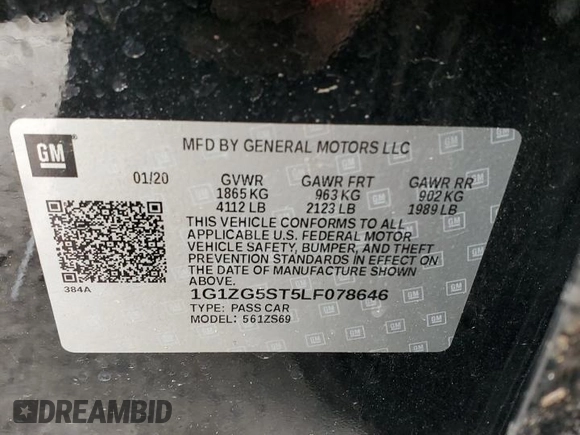 GM
MFD BY GENERAL MOTORS LLC
01/20 GVWR GAWR FRT GAWR RR
1865 KG 963 KG 902 KG
4112 LB 2123 LB 1989 LB
THIS VEHICLE CONFORMS TO ALL
APPLICABLE U.S. FEDERAL MOTOR
VEHICLE SAFETY, BUMPER, AND THEFT
PREVENTION STANDARDS IN EFFECT ON
THE DATE OF MANUFACTURE SHOWN
ABOVE.
384A
1G1ZG5ST5LF078646
TYPE: PASS CAR
MODEL: 561ZS69
DREAMBID